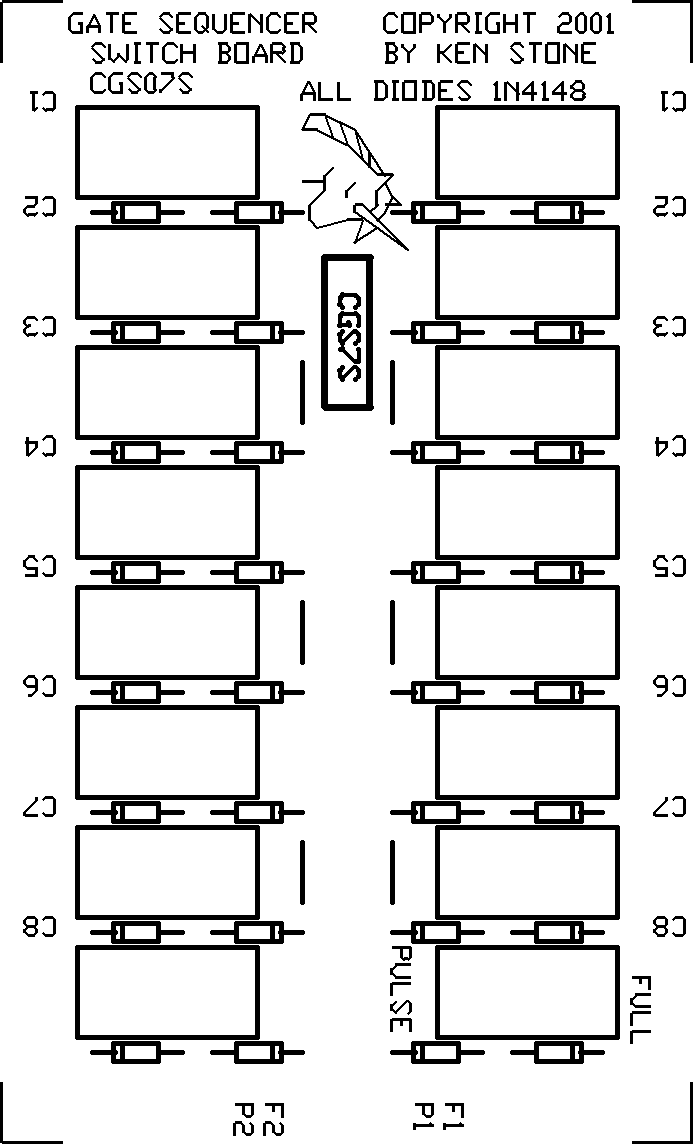 GATE SEQUENCER
SWITCH BOARD
CGS07S
COPYRIGHT 2001
BY KEN STONE
ALL DIODES 1N4148
C1
C1
C2
C2
CGS7S
C3
C3
C4
C4
C5
C5
C6
C6
C7
C7
C8
C8
PULSE
FULL
F2
P2
F1
P1